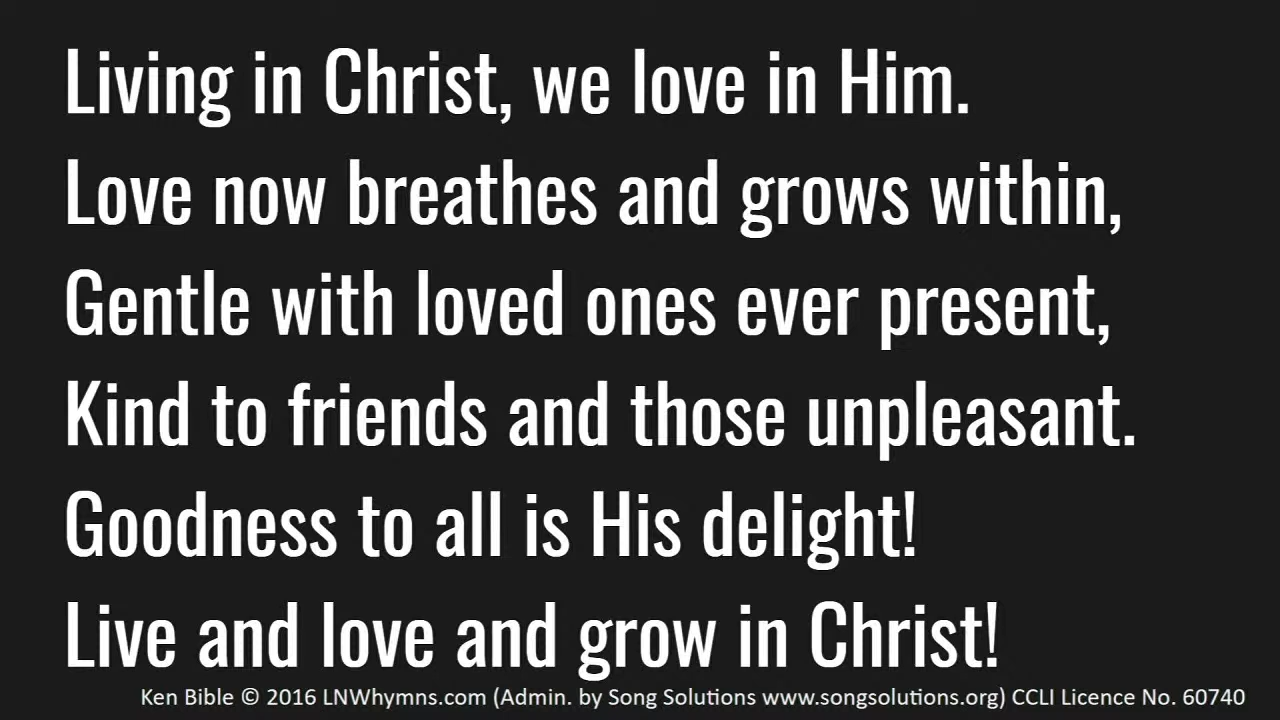 Living in Christ, we love in Him.
Love now breathes and grows within,
Gentle with loved ones ever present,
Kind to friends and those unpleasant.
Goodness to all is His delight!
Live and love and grow in Christ!
Ken Bible © 2016 LNWhymns.com (Admin. by Song Solutions www.songsolutions.org) CCLI Licence No. 60740